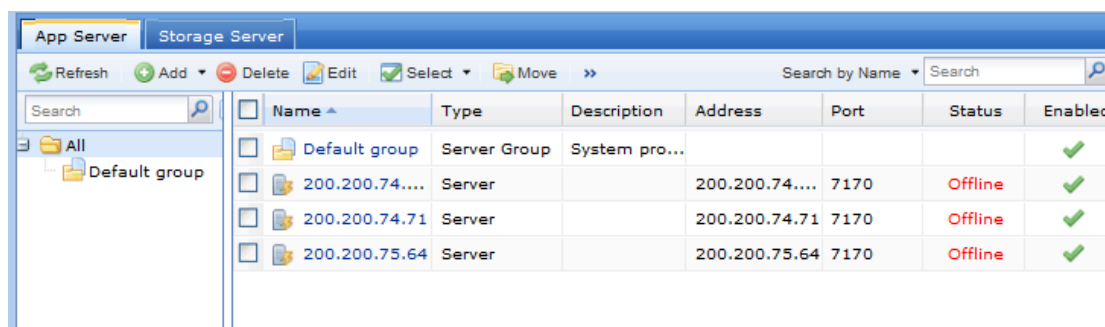 App Server Storage Server
Refresh Add Delete Edit Select Move » Search by Name Search
Search Name Type Description Address Port Status Enabled
All Default group Server Group System pro...
Default group 200.200.74.... Server 200.200.74.... 7170 Offline
200.200.74.71 Server 200.200.74.71 7170 Offline
200.200.75.64 Server 200.200.75.64 7170 Offline